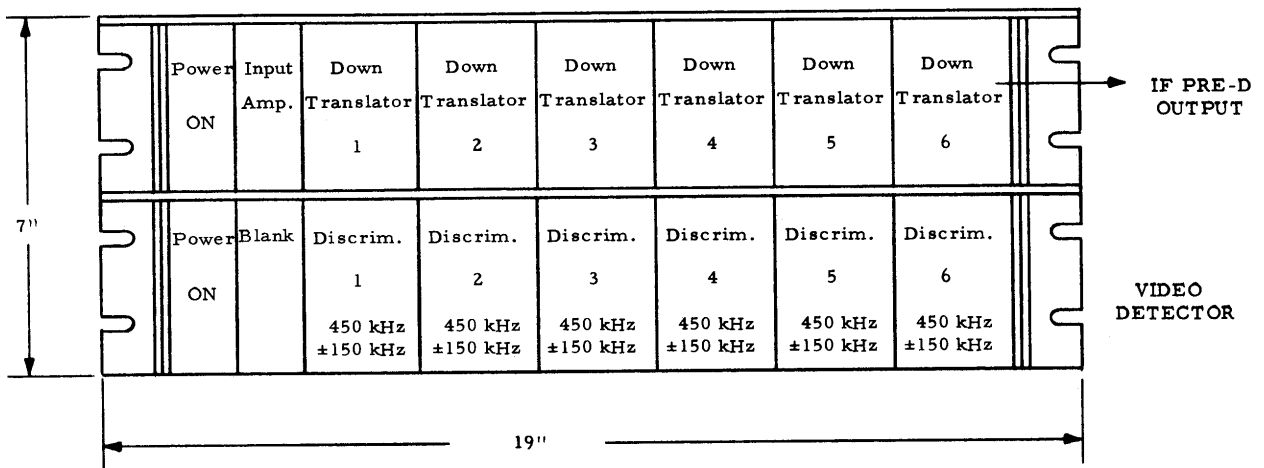 Power Input Down Down Down Down Down Down
Amp. Translator Translator Translator Translator Translator Translator
ON
1 2 3 4 5 6
IF PRE-D
OUTPUT
7"
Power Blank Discrim. Discrim. Discrim. Discrim. Discrim. Discrim.
ON 1 2 3 4 5 6
450 kHz 450 kHz 450 kHz 450 kHz 450 kHz 450 kHz
±150 kHz ±150 kHz ±150 kHz ±150 kHz ±150 kHz ±150 kHz
VIDEO
DETECTOR
19"